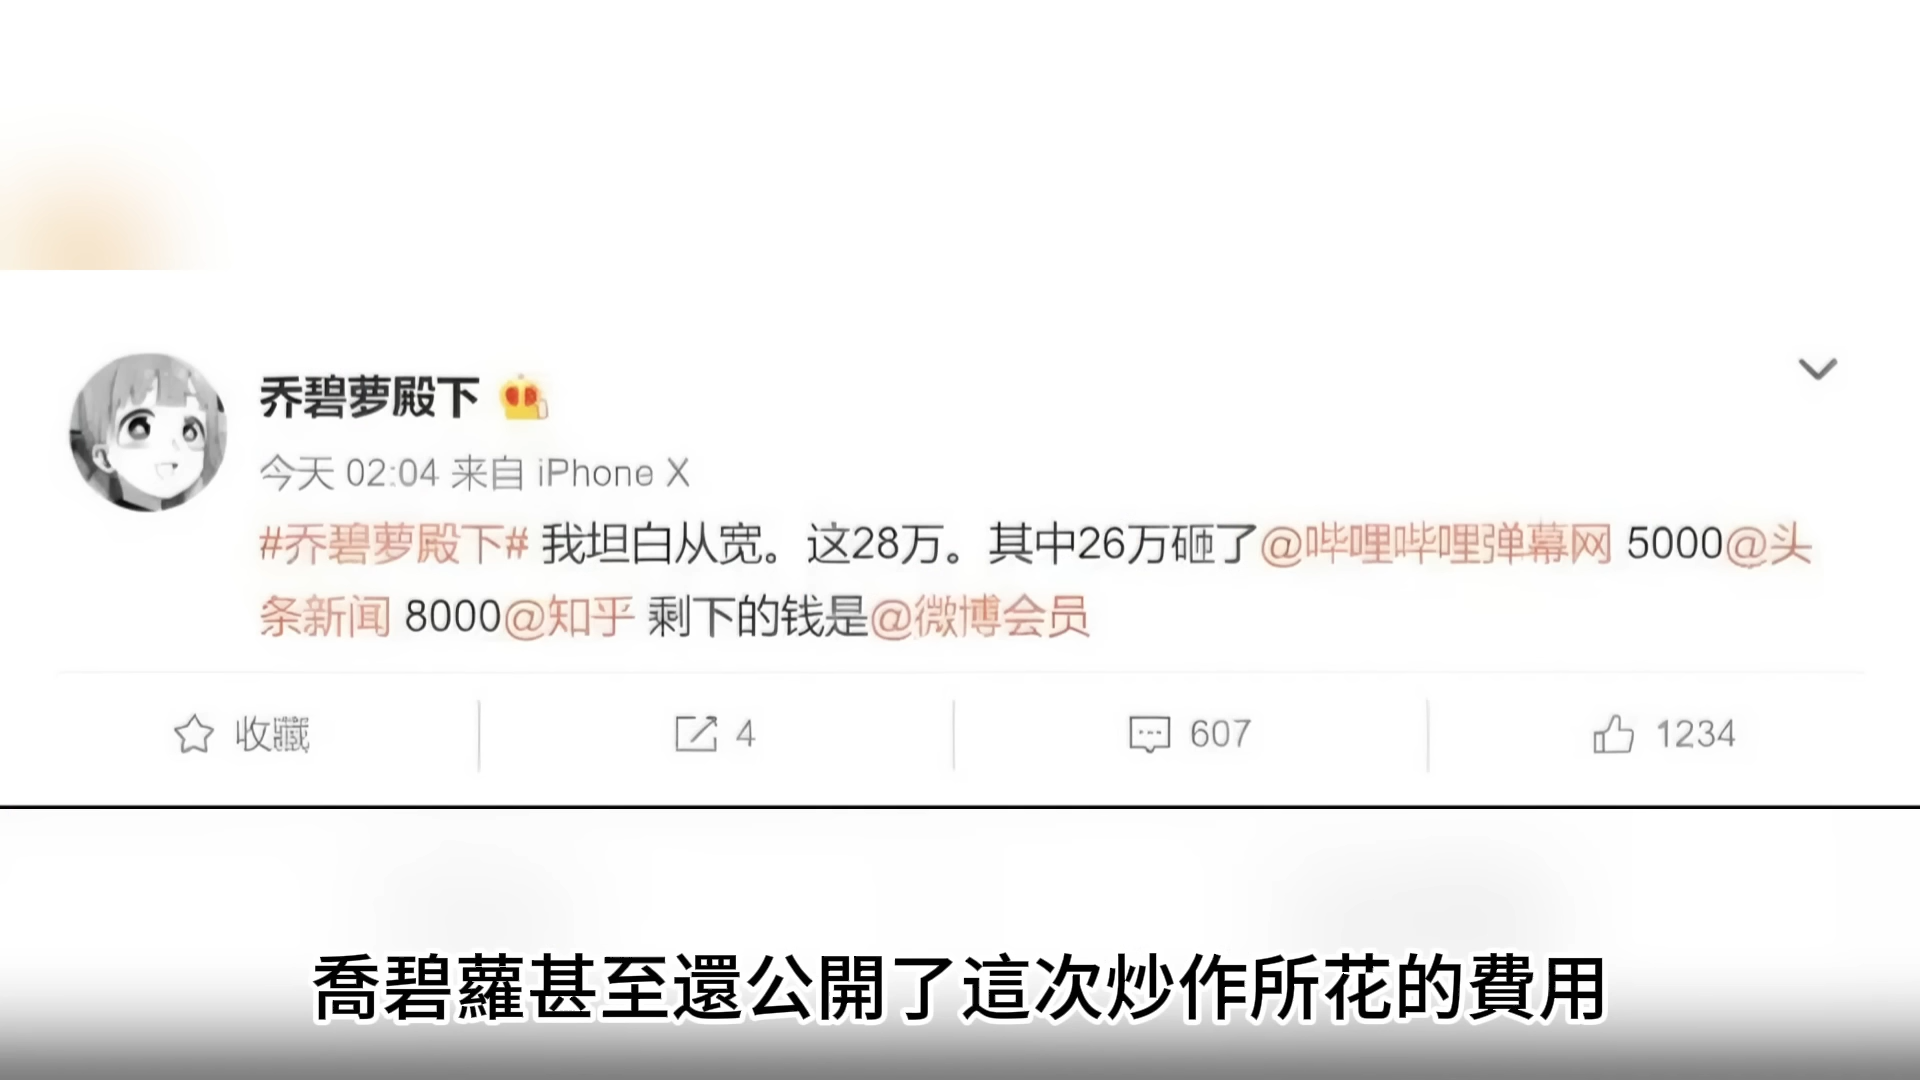 乔碧萝殿下
今天 02:04 来自 iPhone X
#乔碧萝殿下# 我坦白从宽。这28万。其中26万砸了@哔哩哔哩弹幕网 5000@头
条新闻 8000@知乎 剩下的钱是@微博会员
收藏 4 607 1234
喬碧蘿甚至還公開了這次炒作所花的費用